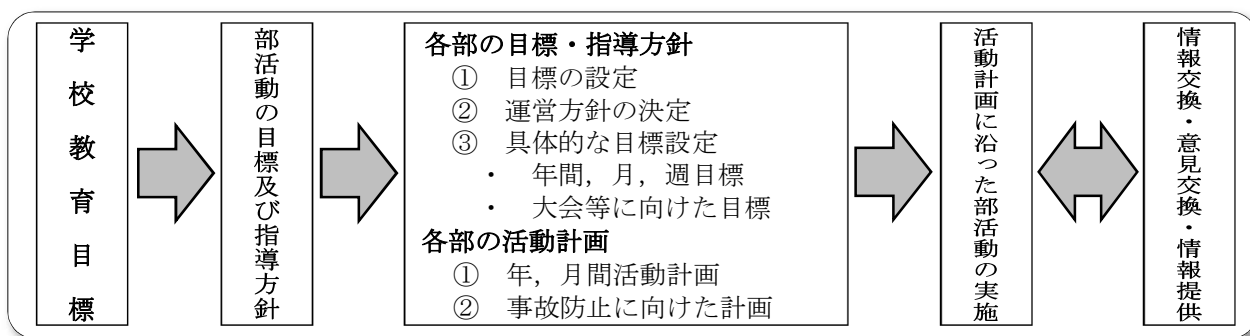 学校教育目標
部活動の目標及び指導方針
各部の目標・指導方針
① 目標の設定
② 運営方針の決定
③ 具体的な目標設定
・ 年間，月，週目標
・ 大会等に向けた目標
各部の活動計画
① 年，月間活動計画
② 事故防止に向けた計画
活動計画に沿った部活動の実施
情報交換・意見交換・情報提供